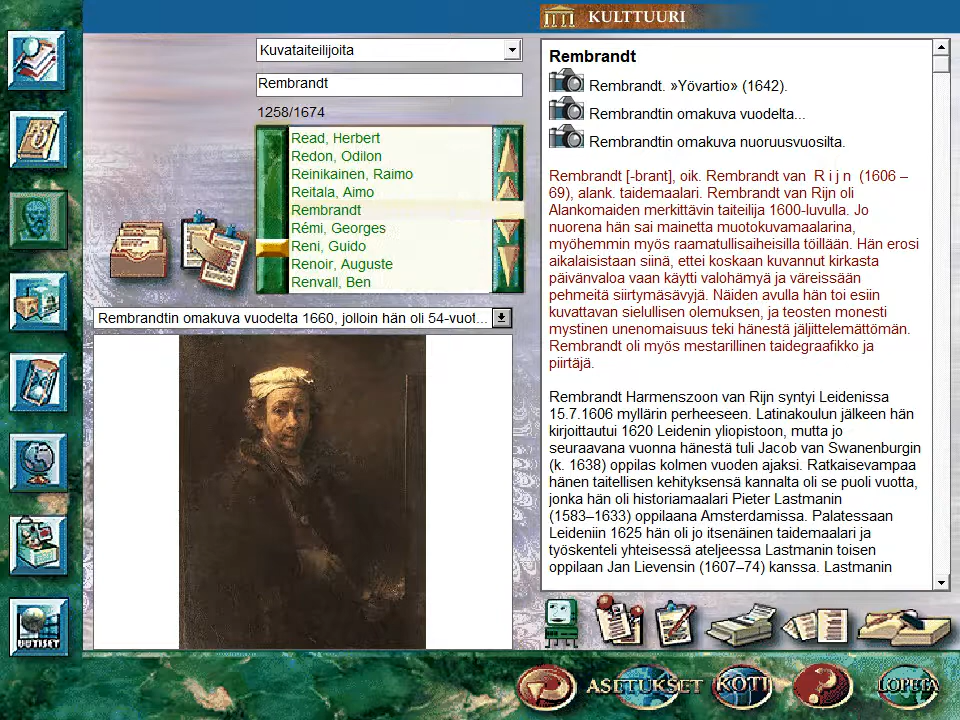 KULTTUURI
Kuvataiteilijoita
Rembrandt
1258/1674
Read, Herbert
Redon, Odilon
Reinikainen, Raimo
Reitala, Aimo
Rembrandt
Rémi, Georges
Reni, Guido
Renoir, Auguste
Renvall, Ben
Rembrandtin omakuva vuodelta 1660, jolloin hän oli 54-vuot...
Rembrandt
Rembrandt. »Yövartio» (1642).
Rembrandtin omakuva vuodelta...
Rembrandtin omakuva nuoruusvuosilta.
Rembrandt [-brant], oik. Rembrandt van R i j n (1606 –
69), alank. taidemaalari. Rembrandt van Rijn oli
Alankomaiden merkittävin taiteilija 1600-luvulla. Jo
nuorena hän sai mainetta muotokuvamaalarina,
myöhemmin myös raamatullisaiheisilla töillään. Hän erosi
aikalaisistaan siinä, ettei koskaan kuvannut kirkasta
päivänvaloa vaan käytti valohämyä ja väreissään
pehmeitä siirtymäsävyjä. Näiden avulla hän toi esiin
kuvattavan sielullisen olemuksen, ja teosten monesti
mystinen unenomaisuus teki hänestä jäljittelemättömän.
Rembrandt oli myös mestarillinen taidegraafikko ja
piirtäjä.
Rembrandt Harmenszoon van Rijn syntyi Leidenissa
15.7.1606 myllärin perheeseen. Latinakoulun jälkeen hän
kirjoittautui 1620 Leidenin yliopistoon, mutta jo
seuraavana vuonna hänestä tuli Jacob van Swanenburgin
(k. 1638) oppilas kolmen vuoden ajaksi. Ratkaisevampaa
hänen taitellisen kehityksensä kannalta oli se puoli vuotta,
jonka hän oli historiamaalari Pieter Lastmanin
(1583–1633) oppilaana Amsterdamissa. Palatessaan
Leideniin 1625 hän oli jo itsenäinen taidemaalari ja
työskenteli yhteisessä ateljeessa Lastmanin toisen
oppilaan Jan Lievensin (1607–74) kanssa. Lastmanin
UUTISET
ASETUKSET
KOTI
?
LOPETA